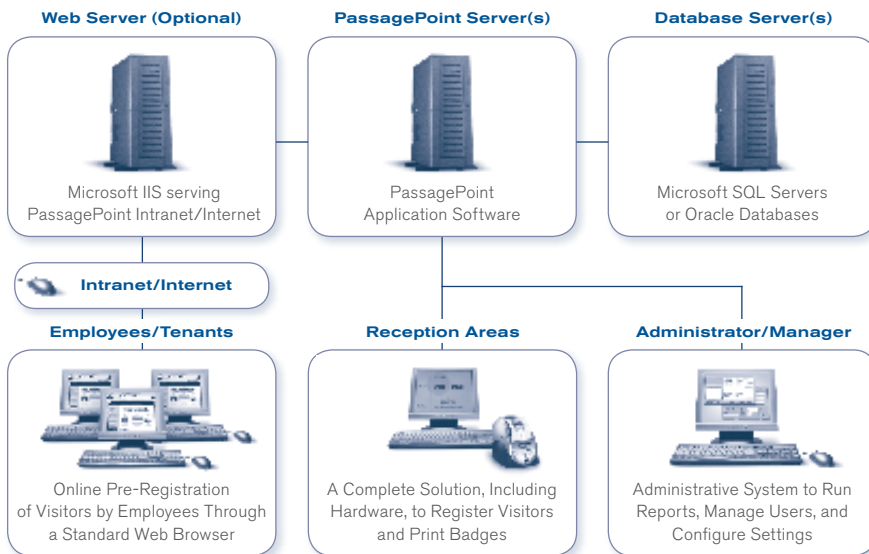 Web Server (Optional)
PassagePoint Server(s)
Database Server(s)
Microsoft IIS serving
PassagePoint Intranet/Internet
PassagePoint
Application Software
Microsoft SQL Servers
or Oracle Databases
Intranet/Internet
Employees/Tenants
Reception Areas
Administrator/Manager
Online Pre-Registration
of Visitors by Employees Through
a Standard Web Browser
A Complete Solution, Including
Hardware, to Register Visitors
and Print Badges
Administrative System to Run
Reports, Manage Users, and
Configure Settings